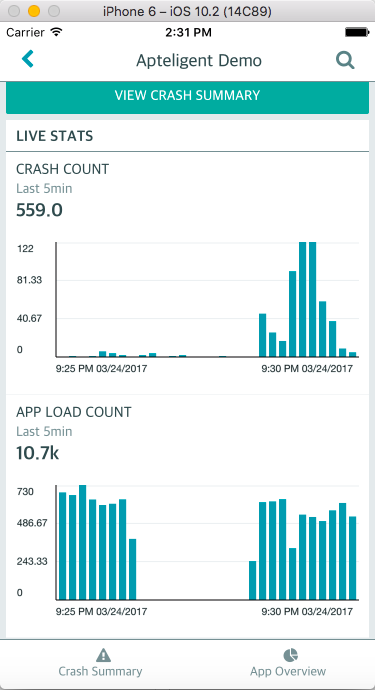 iPhone 6 – iOS 10.2 (14C89)
Carrier 2:31 PM
Apteligent Demo
VIEW CRASH SUMMARY
LIVE STATS
CRASH COUNT
Last 5min
559.0
122
81.33
40.67
0
9:25 PM 03/24/2017 9:30 PM 03/24/2017
APP LOAD COUNT
Last 5min
10.7k
730
486.67
243.33
0
9:25 PM 03/24/2017 9:30 PM 03/24/2017
Crash Summary App Overview